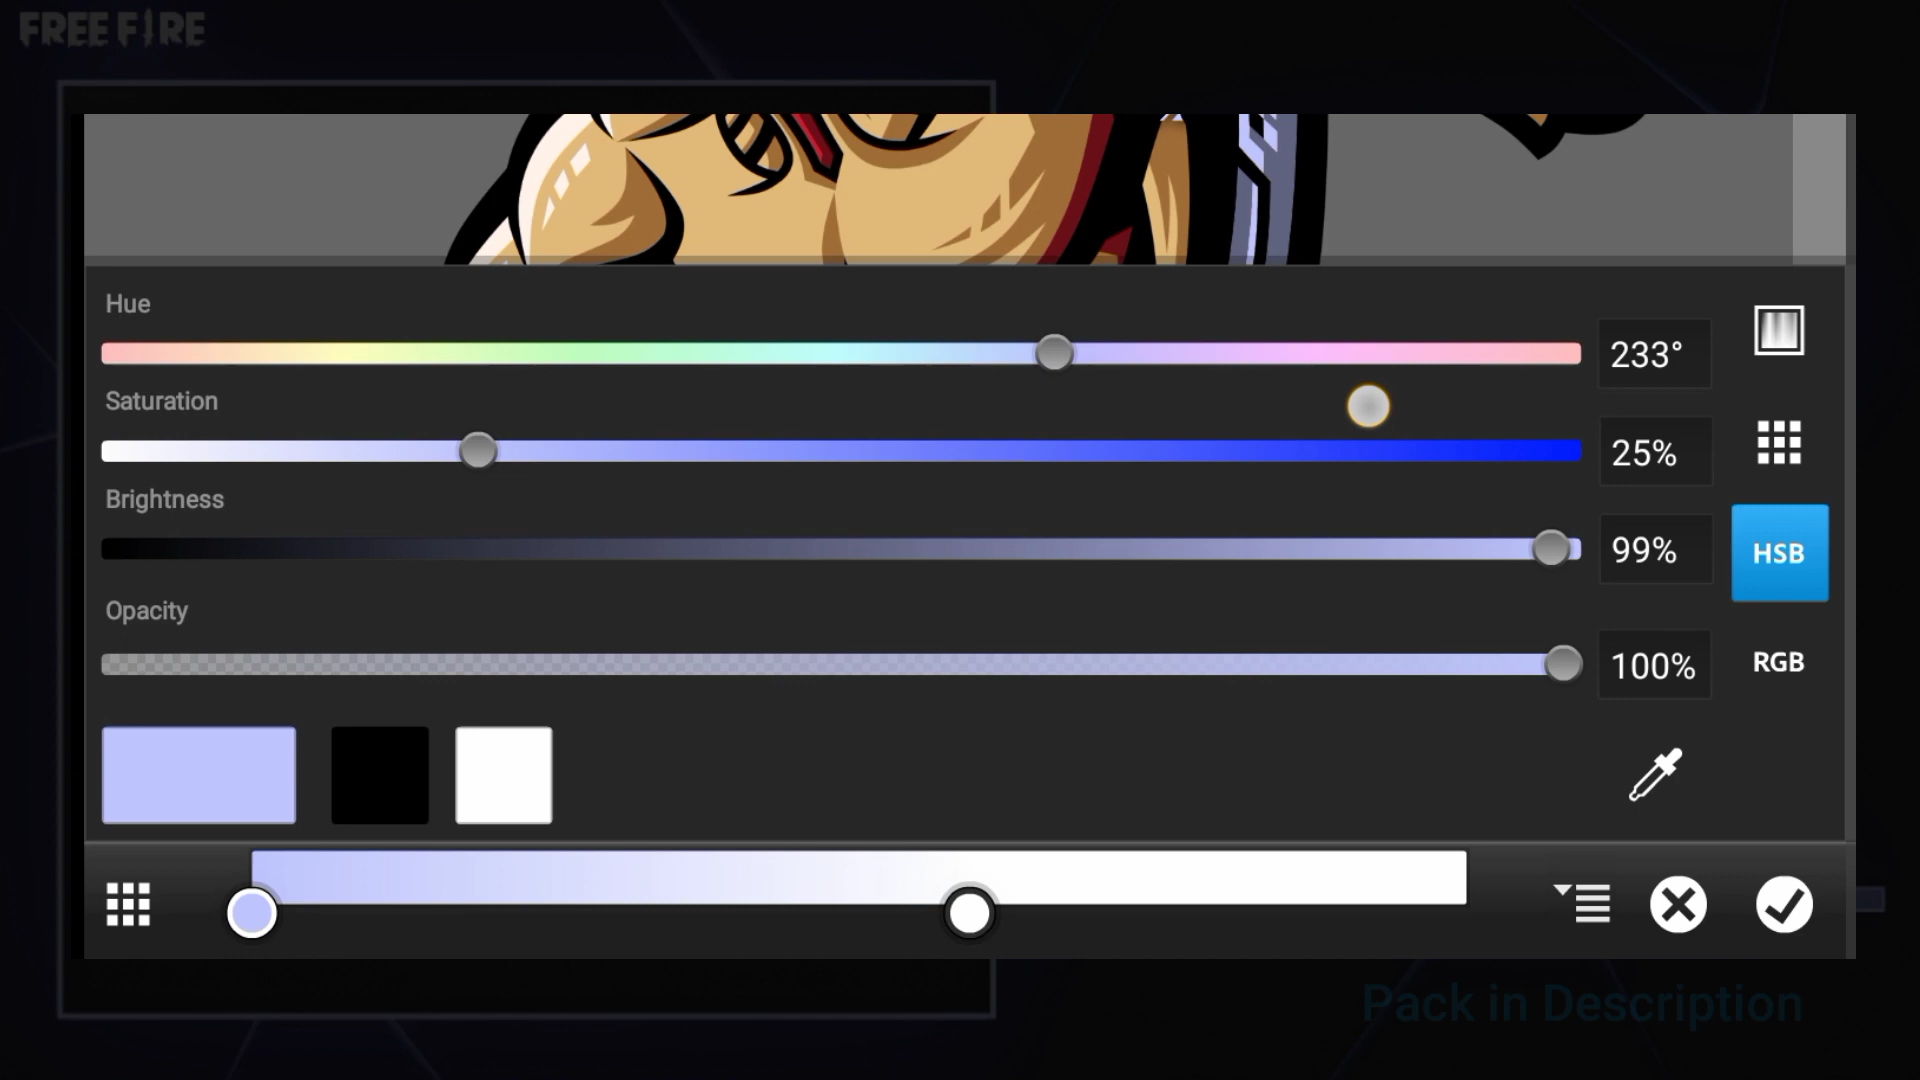 FREE FIRE
Hue
233°
Saturation
25%
Brightness
99%
HSB
Opacity
100%
RGB
Pack in Description